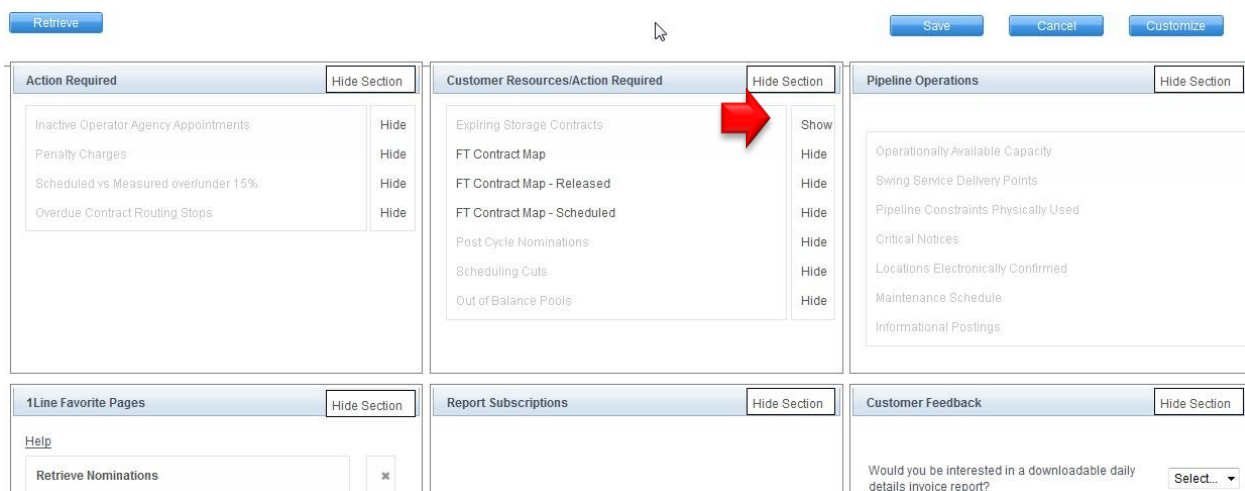 Retrieve
Save Cancel Customize
Action Required Hide Section
Inactive Operator Agency Appointments Hide
Penalty Charges Hide
Scheduled vs Measured over/under 15% Hide
Overdue Contract Routing Stops Hide
Customer Resources/Action Required Hide Section
Expiring Storage Contracts Show
FT Contract Map Hide
FT Contract Map - Released Hide
FT Contract Map - Scheduled Hide
Post Cycle Nominations Hide
Scheduling Cuts Hide
Out of Balance Pools Hide
Pipeline Operations Hide Section
Operationally Available Capacity
Swing Service Delivery Points
Pipeline Constraints Physically Used
Critical Notices
Locations Electronically Confirmed
Maintenance Schedule
Informational Postings
1Line Favorite Pages Hide Section
Help
Retrieve Nominations
Report Subscriptions Hide Section
Customer Feedback Hide Section
Would you be interested in a downloadable daily
details invoice report? Select...